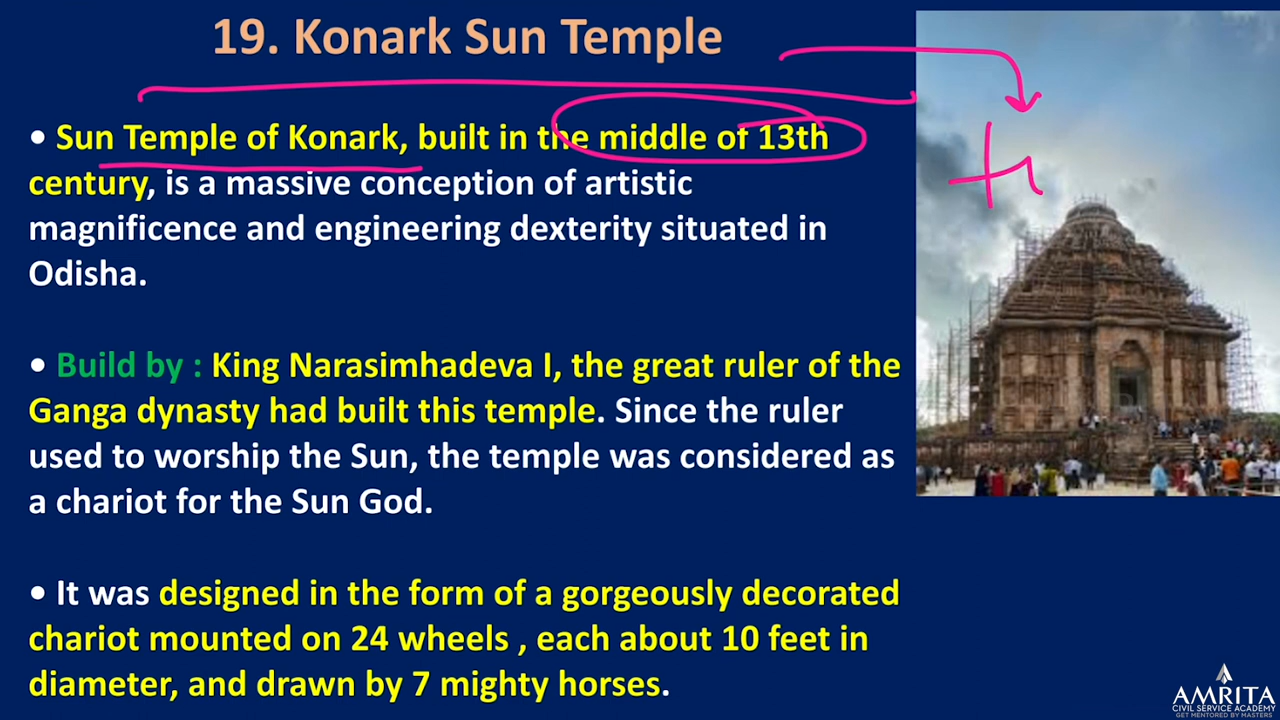 19. Konark Sun Temple
• Sun Temple of Konark, built in the middle of 13th
century, is a massive conception of artistic
magnificence and engineering dexterity situated in
Odisha.
• Build by : King Narasimhadeva I, the great ruler of the
Ganga dynasty had built this temple. Since the ruler
used to worship the Sun, the temple was considered as
a chariot for the Sun God.
• It was designed in the form of a gorgeously decorated
chariot mounted on 24 wheels , each about 10 feet in
diameter, and drawn by 7 mighty horses.
AMRITA
CIVIL SERVICE ACADEMY
GET MENTORED BY MASTERS